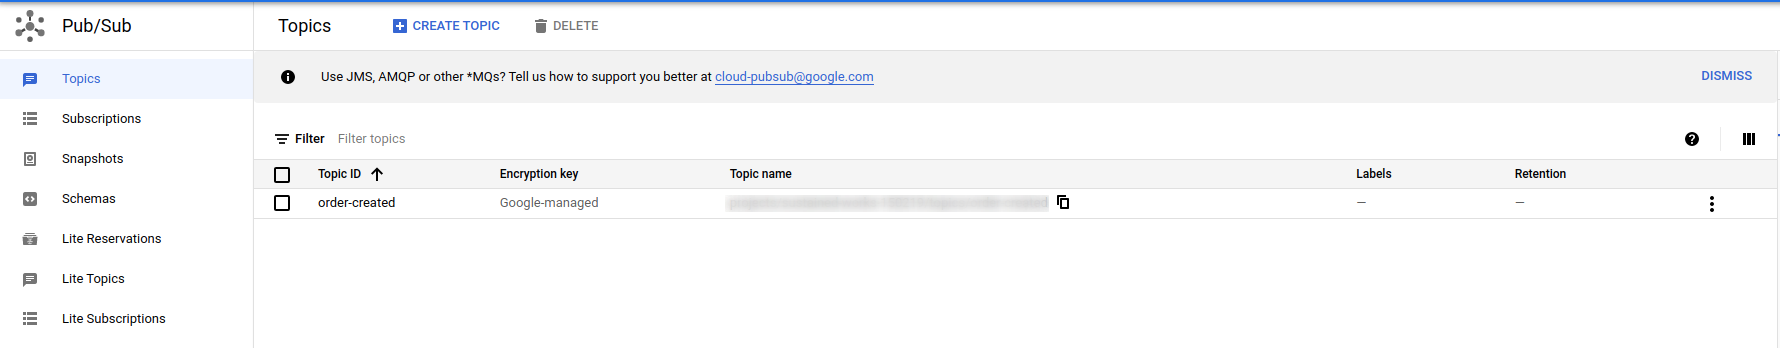 Pub/Sub
Topics
CREATE TOPIC
DELETE
Topics
Subscriptions
Snapshots
Schemas
Lite Reservations
Lite Topics
Lite Subscriptions
Use JMS, AMQP or other *MQs? Tell us how to support you better at cloud-pubsub@google.com
DISMISS
Filter Filter topics
Topic ID Encryption key Topic name Labels Retention
order-created Google-managed — —